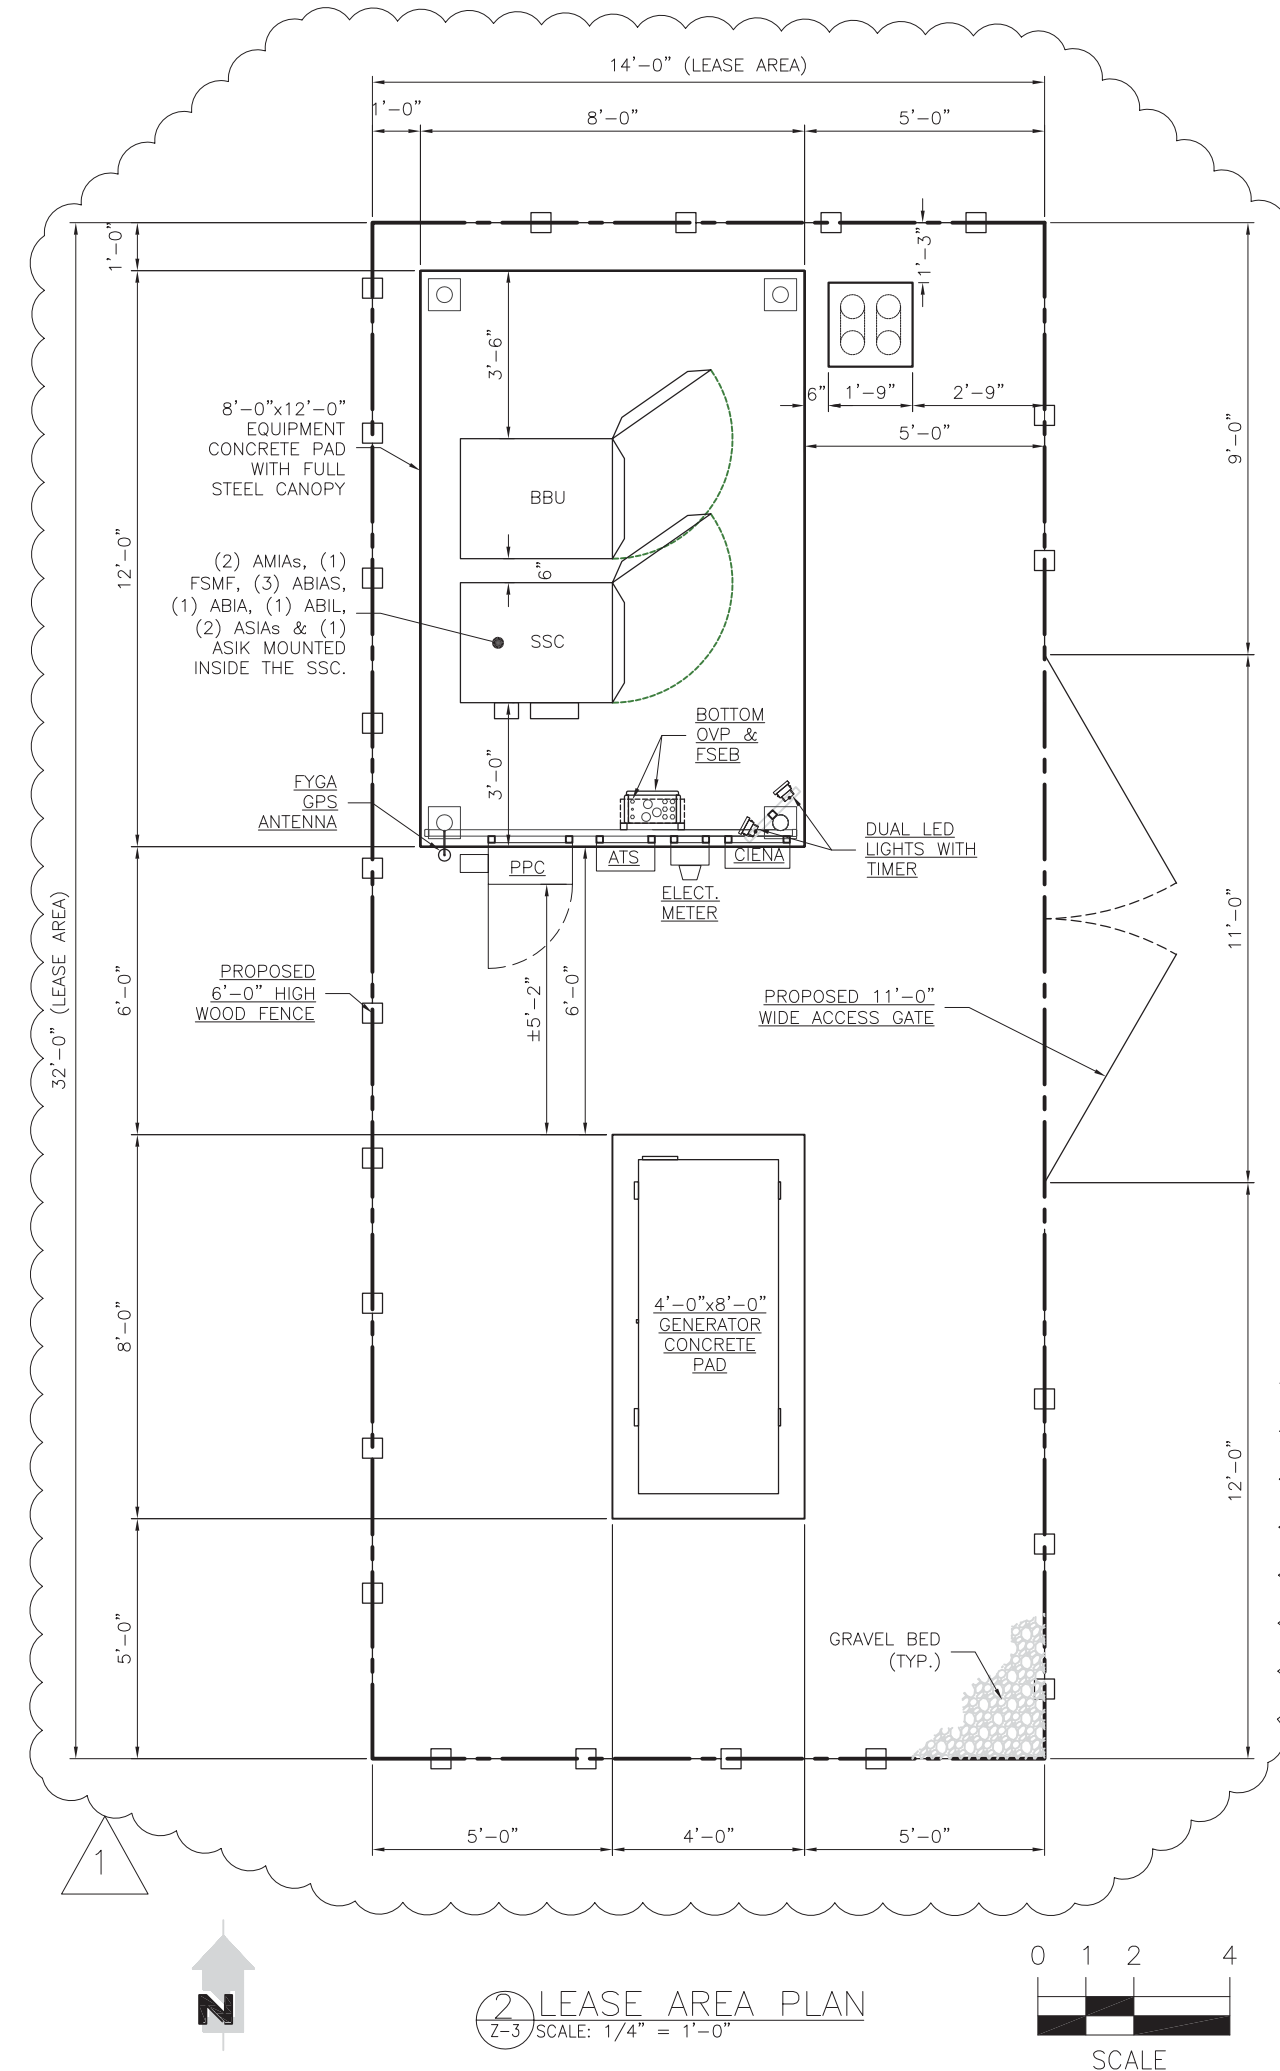 14'-0" (LEASE AREA)
1'-0"
8'-0"
5'-0"
1'-0"
1'-3"
3'-6"
6"
1'-9"
2'-9"
5'-0"
9'-0"
8'-0"x12'-0"
EQUIPMENT
CONCRETE PAD
WITH FULL
STEEL CANOPY
BBU
12'-0"
(2) AMIAs, (1)
FSMF, (3) ABIAS,
(1) ABIA, (1) ABIL,
(2) ASIAs & (1)
ASIK MOUNTED
INSIDE THE SSC.
6"
SSC
BOTTOM
OVP &
FSEB
3'-0"
FYGA
GPS
ANTENNA
DUAL LED
LIGHTS WITH
TIMER
PPC
ATS
CIENA
ELECT.
METER
32'-0" (LEASE AREA)
6'-0"
PROPOSED
6'-0" HIGH
WOOD FENCE
±5'-2"
6'-0"
11'-0"
PROPOSED 11'-0"
WIDE ACCESS GATE
8'-0"
4'-0"x8'-0"
GENERATOR
CONCRETE
PAD
12'-0"
5'-0"
GRAVEL BED
(TYP.)
5'-0"
4'-0"
5'-0"
1
N
2
Z-3
LEASE AREA PLAN
SCALE: 1/4" = 1'-0"
0 1 2 4
SCALE